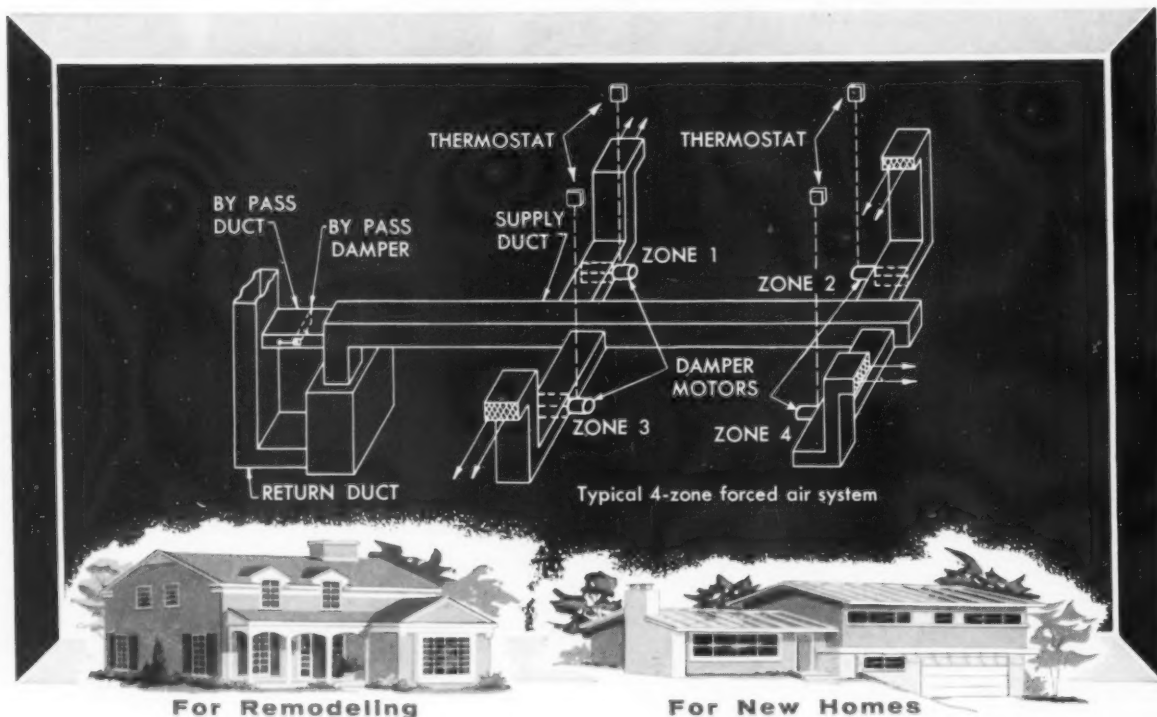 THERMOSTAT
THERMOSTAT
BY PASS
DUCT
BY PASS
DAMPER
SUPPLY
DUCT
ZONE 1
ZONE 2
DAMPER
MOTORS
ZONE 3
ZONE 4
RETURN DUCT
Typical 4-zone forced air system
For Remodeling
For New Homes